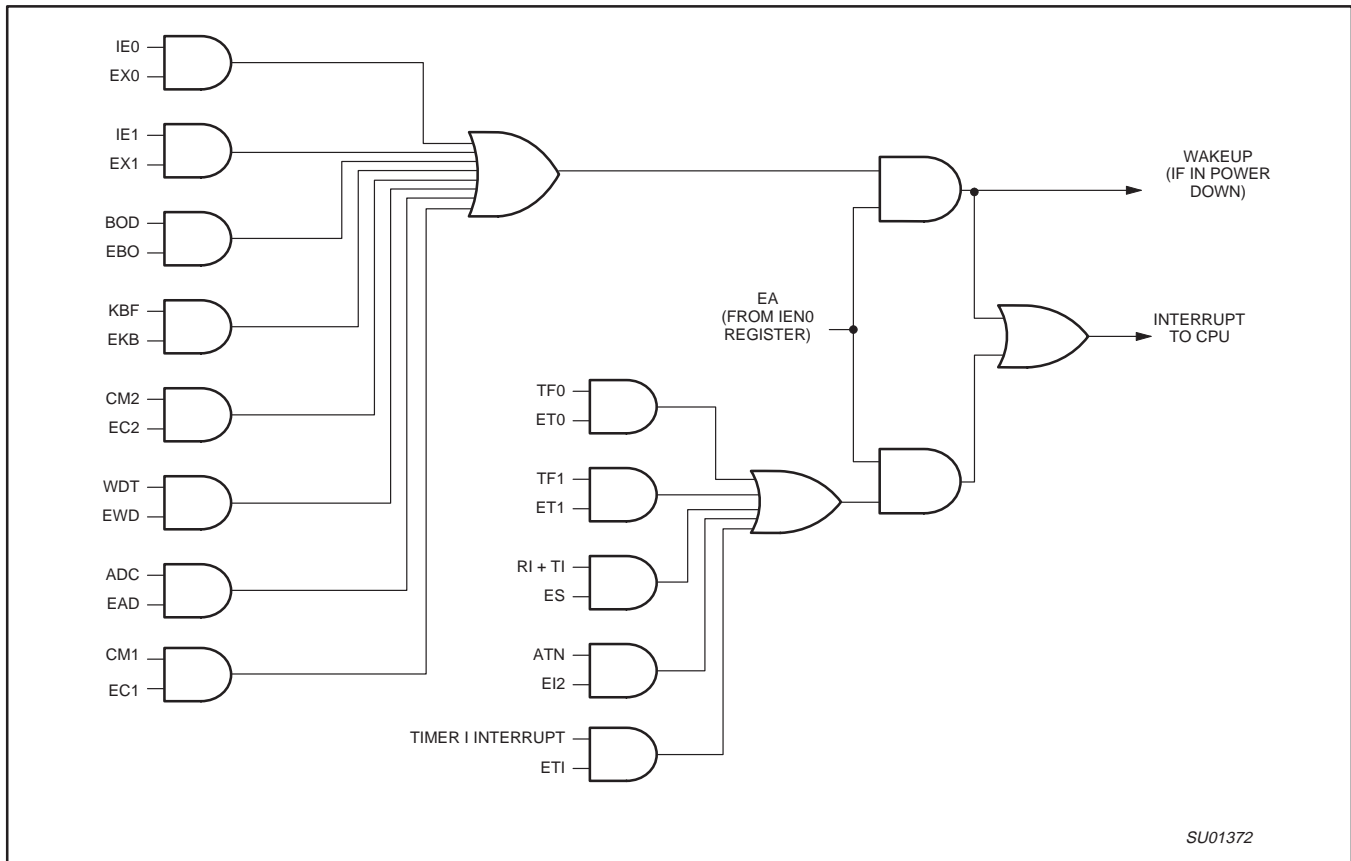 IE0
EX0
IE1
EX1
BOD
EBO
KBF
EKB
CM2
EC2
WDT
EWD
ADC
EAD
CM1
EC1
EA
(FROM IEN0
REGISTER)
TF0
ET0
TF1
ET1
RI + TI
ES
ATN
EI2
TIMER I INTERRUPT
ETI
WAKEUP
(IF IN POWER
DOWN)
INTERRUPT
TO CPU
SU01372